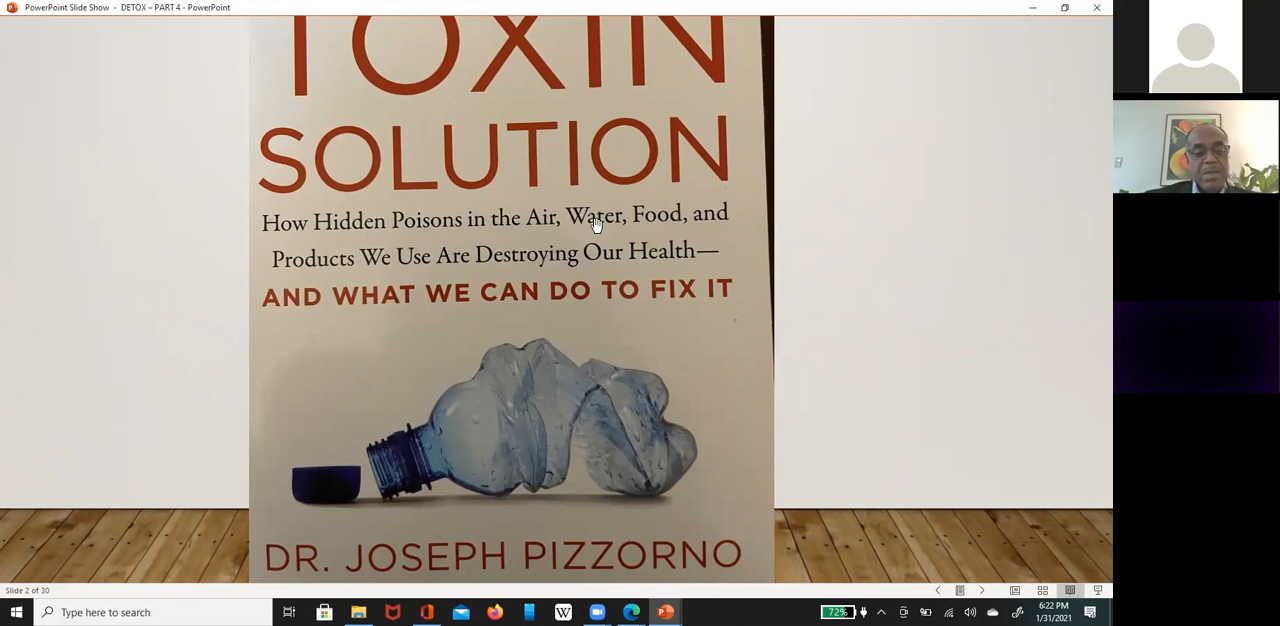 PowerPoint Slide Show - DETOX – PART 4 - PowerPoint
TOXIN
SOLUTION
How Hidden Poisons in the Air, Water, Food, and
Products We Use Are Destroying Our Health—
AND WHAT WE CAN DO TO FIX IT
DR. JOSEPH PIZZORNO
Slide 2 of 30
Type here to search
72%
6:22 PM
1/31/2021